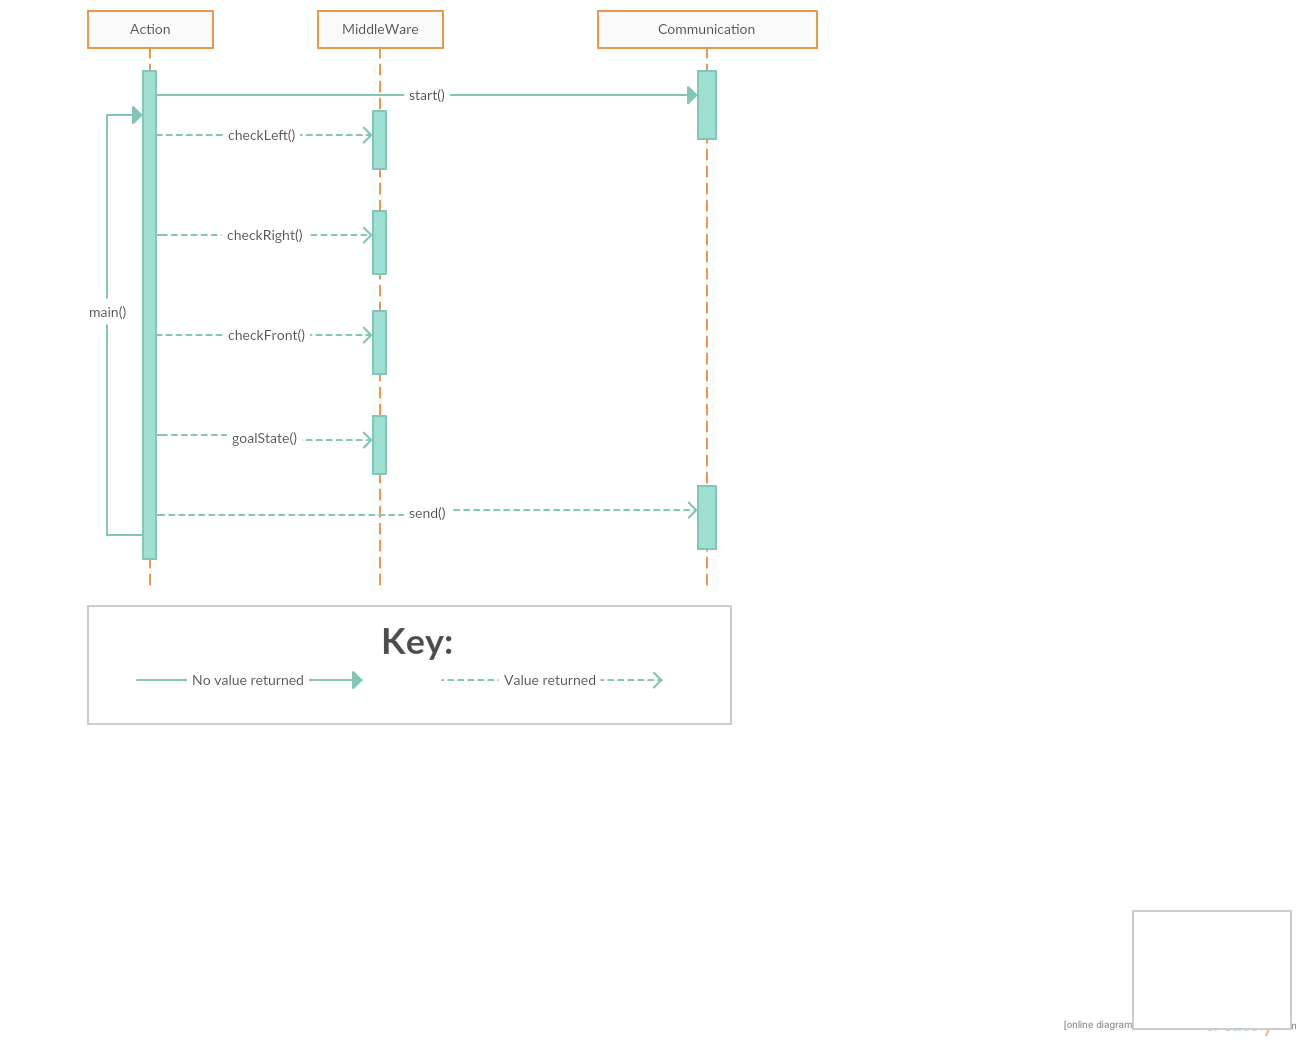 Action
MiddleWare
Communication
start()
checkLeft()
checkRight()
main()
checkFront()
goalState()
send()
Key:
No value returned
Value returned
[online diagram